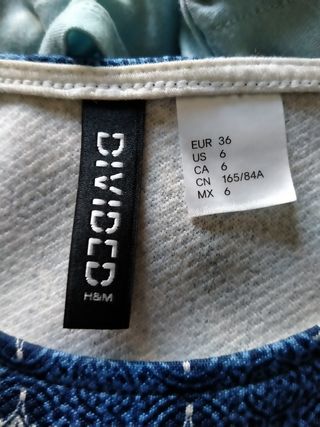 DIVIDED
H&M
EUR 36
US 6
CA 6
CN 165/84A
MX 6